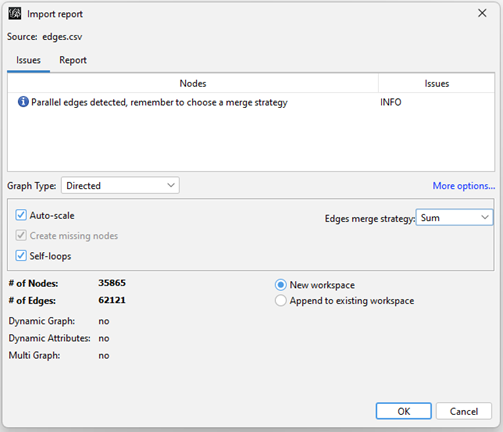 Import report
Source: edges.csv
Issues Report
Nodes Issues
Parallel edges detected, remember to choose a merge strategy INFO
Graph Type: Directed More options...
Auto-scale Edges merge strategy: Sum
Create missing nodes
Self-loops
# of Nodes: 35865 New workspace
# of Edges: 62121 Append to existing workspace
Dynamic Graph: no
Dynamic Attributes: no
Multi Graph: no
OK Cancel